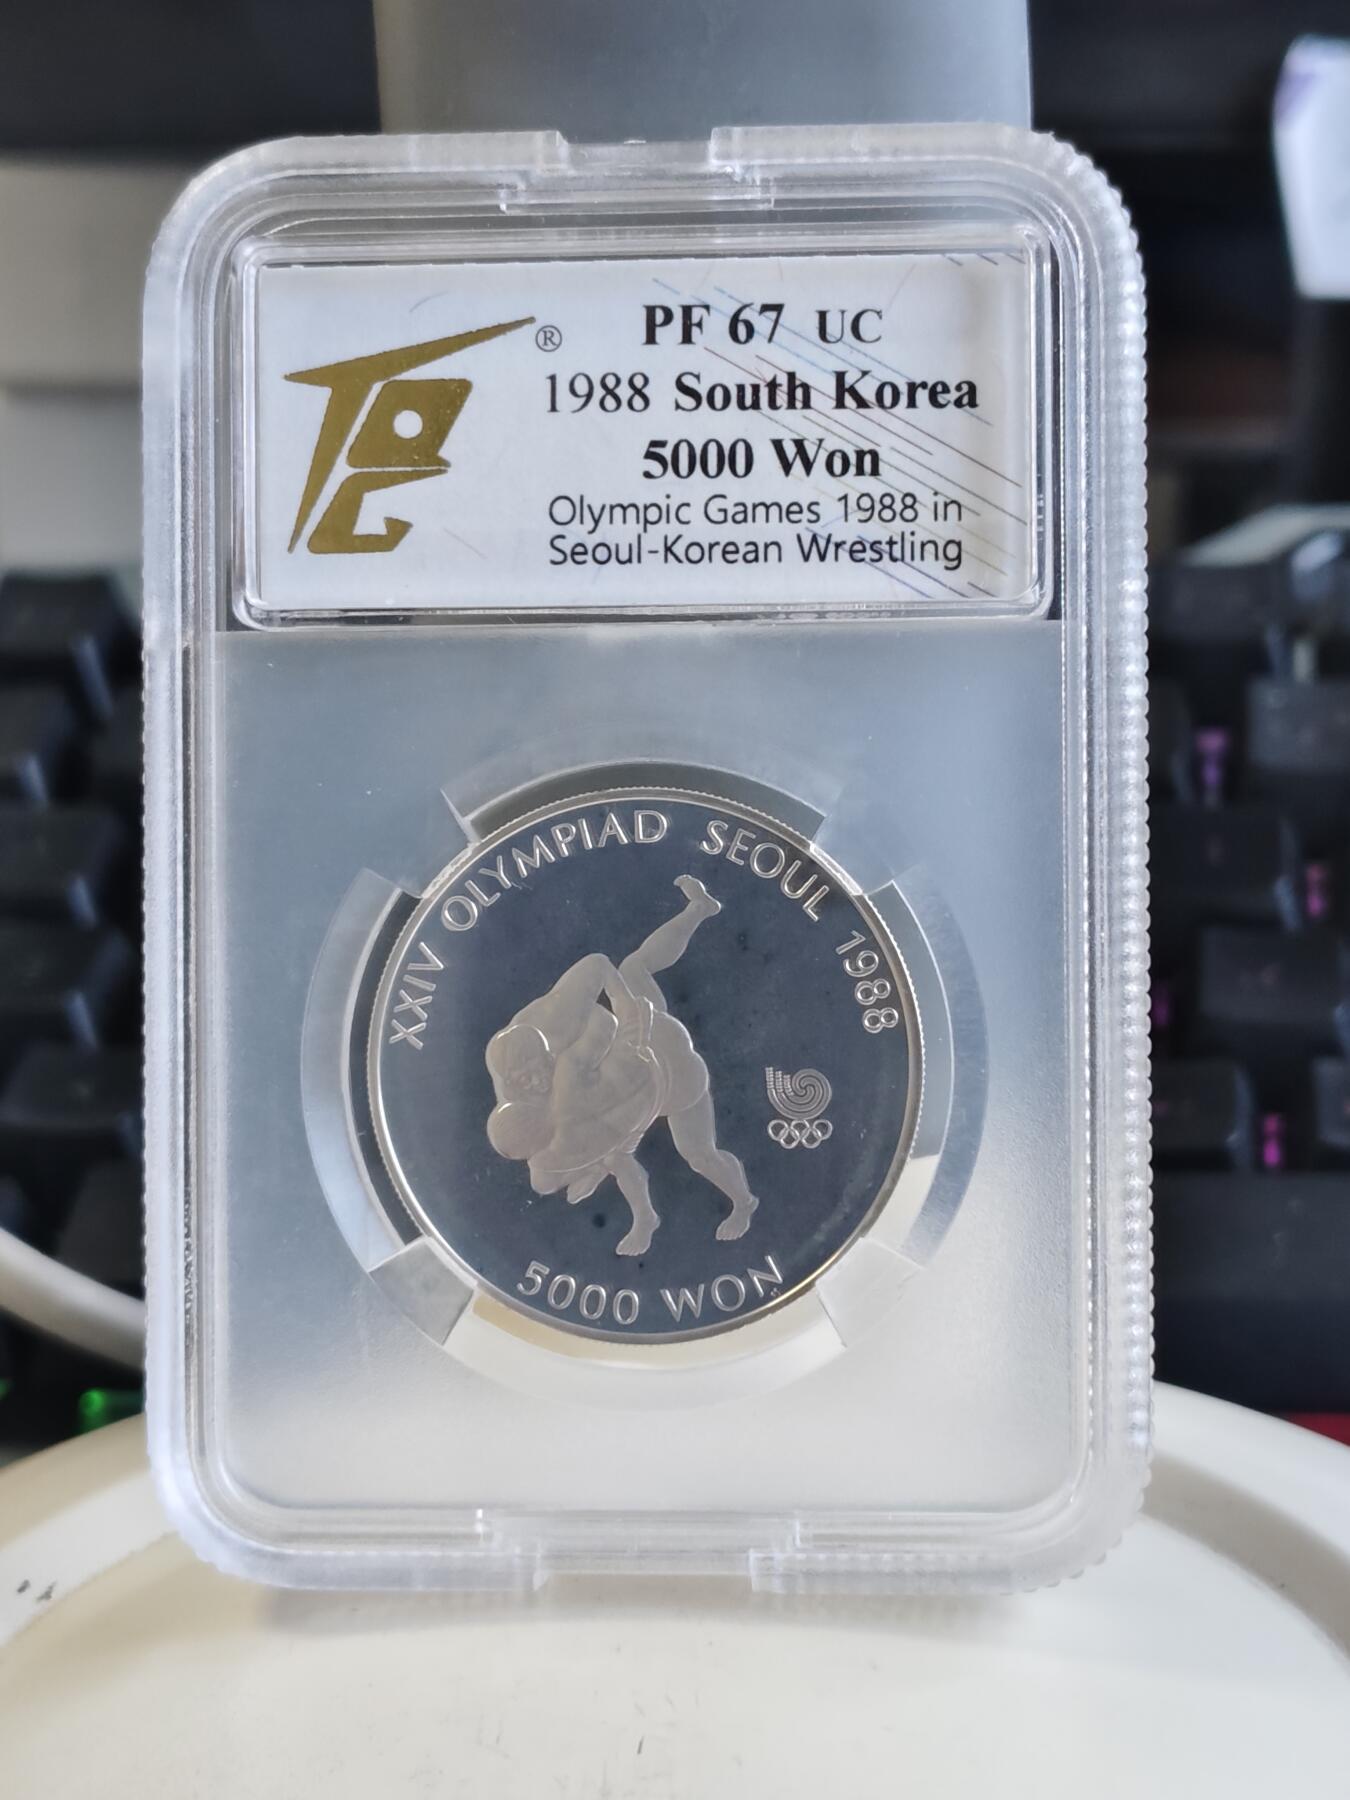 PF 67 UC
®
1988 South Korea
5000 Won
Olympic Games 1988 in
Seoul-Korean Wrestling
XXIV OLYMPIAD SEOUL 1988
5000 WON